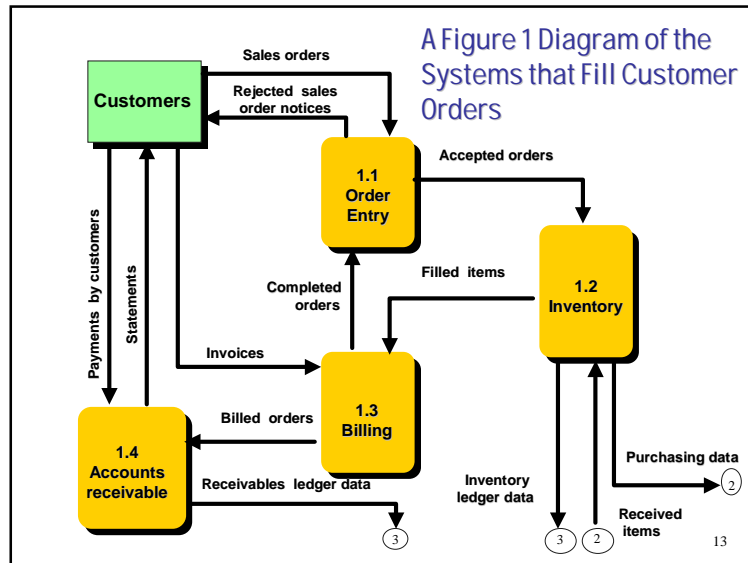 A Figure 1 Diagram of the
Systems that Fill Customer
Orders
Sales orders
Customers
Rejected sales
order notices
Accepted orders
1.1
Order
Entry
Payments by customers
Statements
Completed
orders
Filled items
1.2
Inventory
Invoices
1.3
Billing
Billed orders
1.4
Accounts
receivable
Receivables ledger data
3
Inventory
ledger data
3
2
Received
items
Purchasing data
2
13